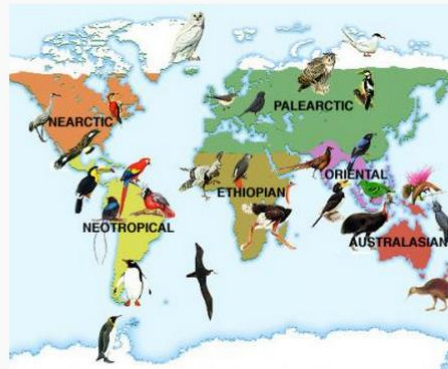 PALEARCTIC
NEARCTIC
ORIENTAL
ETHIOPIAN
NEOTROPICAL
AUSTRALASIAN